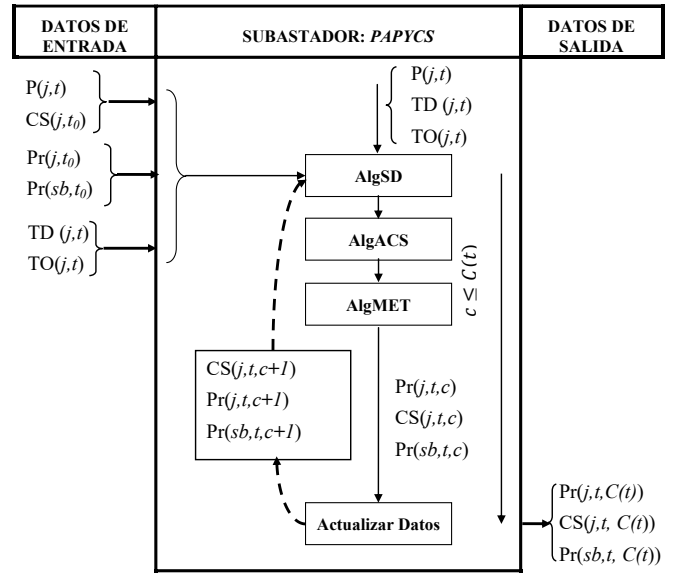 DATOS DE
ENTRADA
SUBASTADOR: PAPYCS
DATOS DE
SALIDA
P(j,t)
CS(j,t₀)
Pr(j,t₀)
Pr(sb,t₀)
TD (j,t)
TO(j,t)
P(j,t)
TD (j,t)
TO(j,t)
AlgSD
AlgACS
AlgMET
c ≤ C(t)
CS(j,t,c+1)
Pr(j,t,c+1)
Pr(sb,t,c+1)
Pr(j,t,c)
CS(j,t,c)
Pr(sb,t,c)
Actualizar Datos
Pr(j,t,C(t))
CS(j,t, C(t))
Pr(sb,t, C(t))